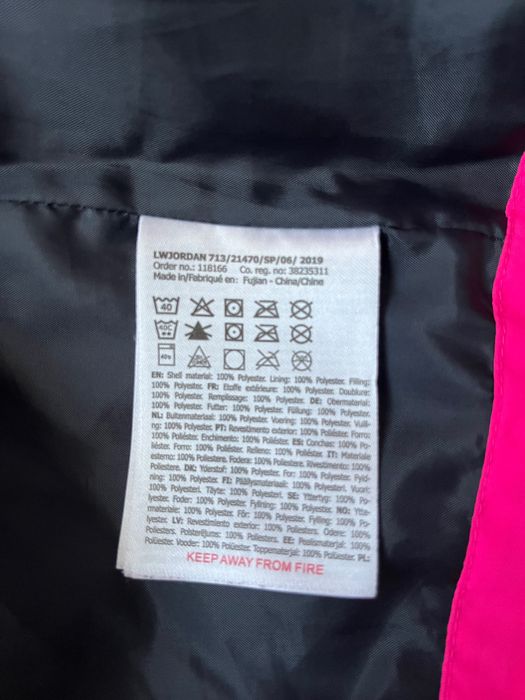 LWJORDAN 713/21470/SP/06/ 2019
Order no.: 118166 Co. reg. no: 38235311
Made in/Fabriqué en: Fujian - China/Chine
40
40C
40°
EN: Shell material: 100% Polyester. Lining: 100% Polyester. Filling:
100% Polyester. FR: Etoffe extérieure: 100% Polyester. Doublure:
100% Polyester. Remplissage: 100% Polyester. DE: Obermaterial:
100% Polyester. Futter: 100% Polyester. Füllung: 100% Polyester.
NL: Buitenmateriaal: 100% Polyester. Voering: 100% Polyester. Vull-
ing: 100% Polyester. PT: Revestimento exterior: 100% Poliéster. Forro:
100% Poliéster. Enchimento: 100% Poliéster. ES: Conchas: 100% Po-
liéster. Forro: 100% Poliéster. Relleno: 100% Poliéster. IT: Materiale
esterno: 100% Poliestere. Fodera: 100% Poliestere. Rivestimento: 100%
Poliestere. DK: Yderstof: 100% Polyester. For: 100% Polyester. Fyld-
ning: 100% Polyester. FI: Päällysmateriaali: 100% Polyesteri. Vuori:
100% Polyesteri. Täyte: 100% Polyesteri. SE: Yttertyg: 100% Po-
lyester. Foder: 100% Polyester. Fyllning: 100% Polyester. NO: Ytte-
materiale: 100% Polyester. Fôr: 100% Polyester. Fylling: 100% Po-
lyester. LV: Revestimiento exterior: 100% Poliesters. Odere: 100%
Poliesters. Polsterējums: 100% Poliesters. EE: Pealismaterjal: 100%
Polüester. Vooder: 100% Polüester. Toppematerjal: 100% Polüester. PL:
KEEP AWAY FROM FIRE